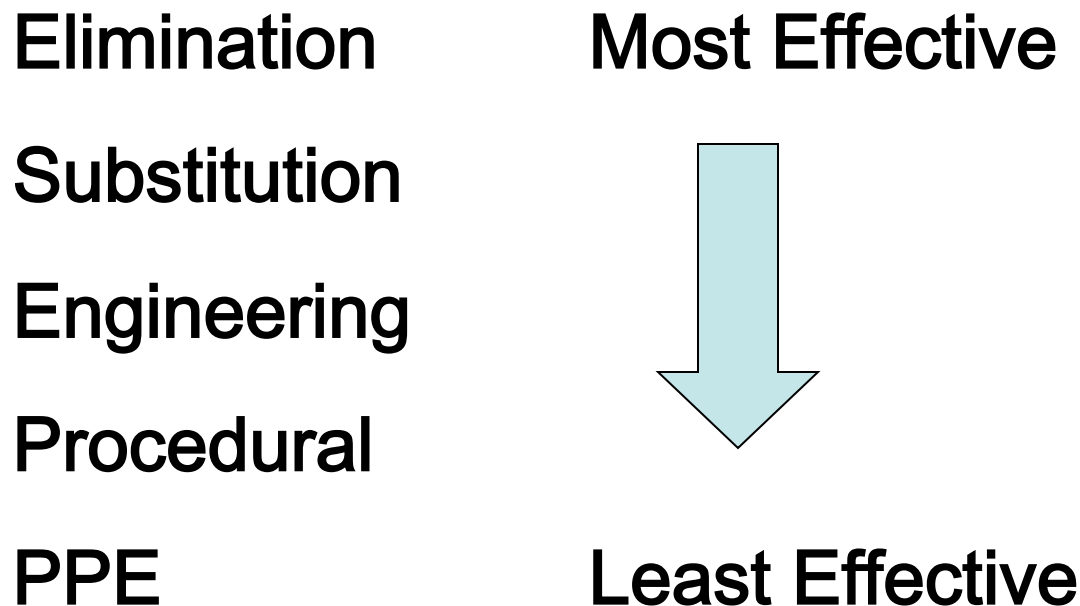 Elimination Most Effective
Substitution
Engineering
Procedural
PPE Least Effective